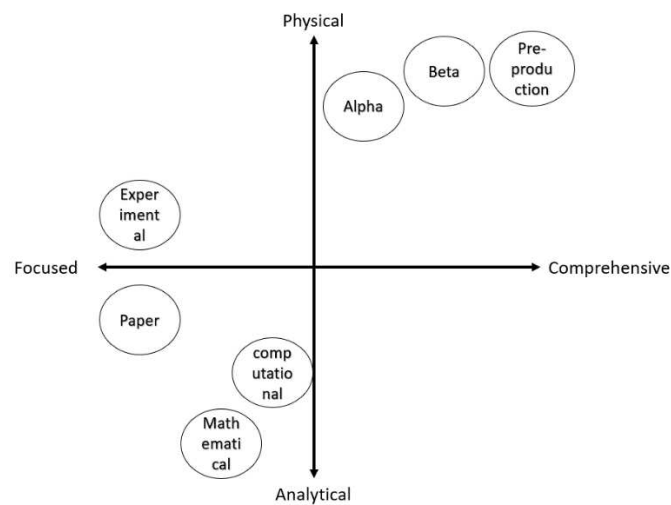 Physical
Pre-
produ
ction
Beta
Alpha
Exper
iment
al
Focused
Comprehensive
Paper
comp
utatio
nal
Math
emati
cal
Analytical